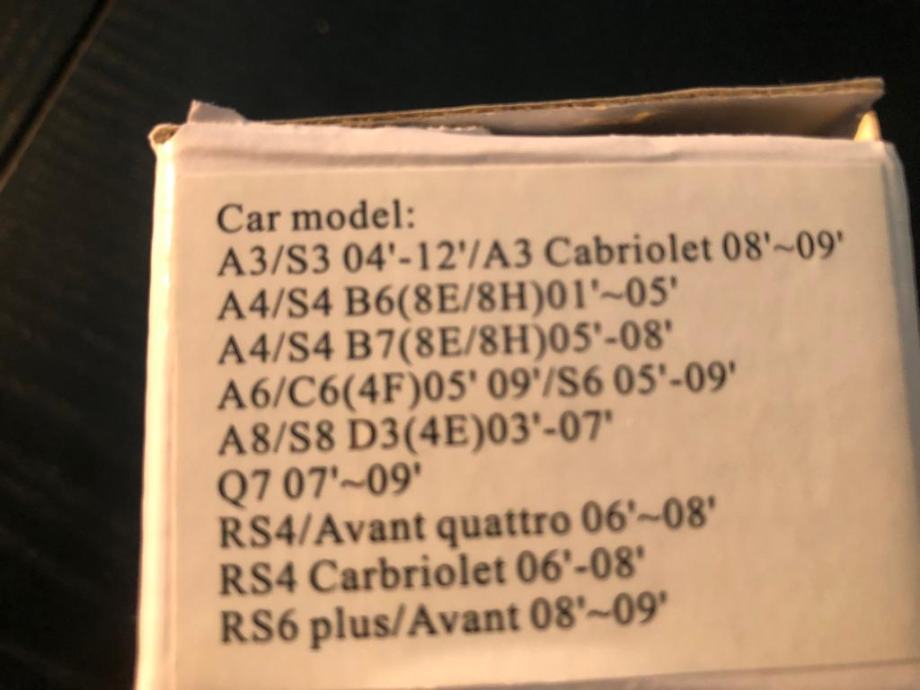 Car model:
A3/S3 04'-12'/A3 Cabriolet 08'~09'
A4/S4 B6(8E/8H)01'~05'
A4/S4 B7(8E/8H)05'-08'
A6/C6(4F)05' 09'/S6 05'-09'
A8/S8 D3(4E)03'-07'
Q7 07'~09'
RS4/Avant quattro 06'~08'
RS4 Carbriolet 06'-08'
RS6 plus/Avant 08'~09'